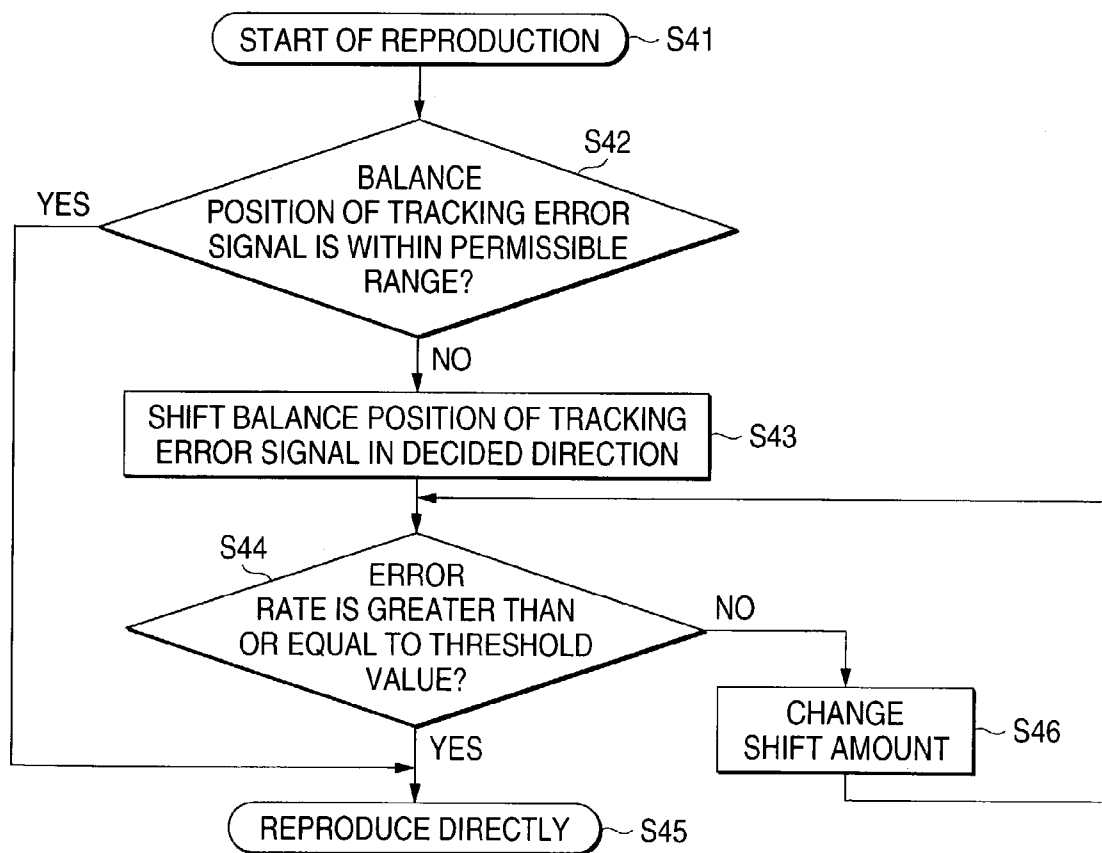 START OF REPRODUCTION
S41
S42
BALANCE
POSITION OF TRACKING ERROR
SIGNAL IS WITHIN PERMISSIBLE
RANGE?
YES
NO
SHIFT BALANCE POSITION OF TRACKING
ERROR SIGNAL IN DECIDED DIRECTION
S43
S44
ERROR
RATE IS GREATER THAN
OR EQUAL TO THRESHOLD
VALUE?
NO
YES
CHANGE
SHIFT AMOUNT
S46
REPRODUCE DIRECTLY
S45